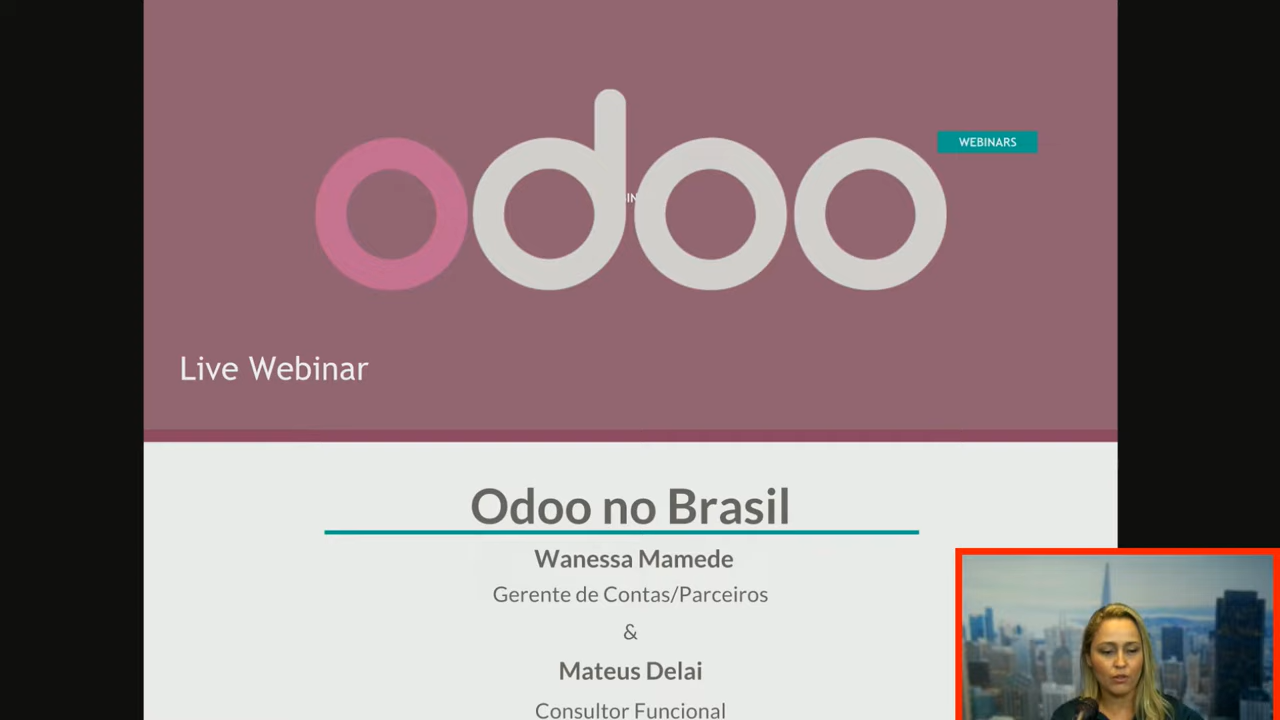 odoo
WEBINARS
Live Webinar
Odoo no Brasil
Wanessa Mamede
Gerente de Contas/Parceiros
&
Mateus Delai
Consultor Funcional